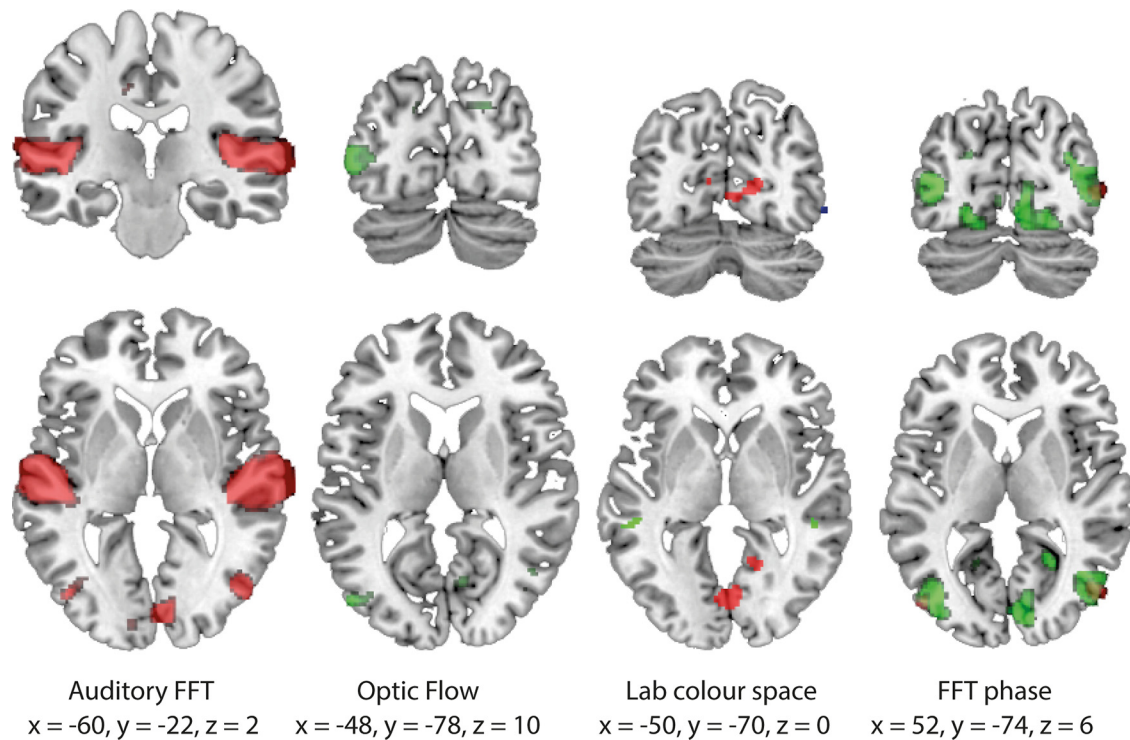 Auditory FFT
x = -60, y = -22, z = 2
Optic Flow
x = -48, y = -78, z = 10
Lab colour space
x = -50, y = -70, z = 0
FFT phase
x = 52, y = -74, z = 6